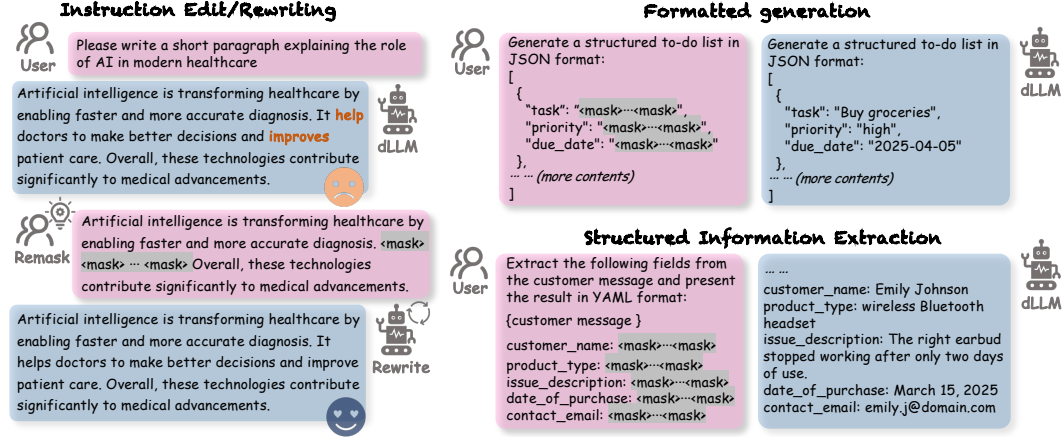 Instruction Edit/Rewriting
User
Please write a short paragraph explaining the role
of AI in modern healthcare
Artificial intelligence is transforming healthcare by
enabling faster and more accurate diagnosis. It help
doctors to make better decisions and improves
patient care. Overall, these technologies contribute
significantly to medical advancements.
dLLM
Remask
Artificial intelligence is transforming healthcare by
enabling faster and more accurate diagnosis. <mask>
<mask> ... <mask> Overall, these technologies
contribute significantly to medical advancements.
Artificial intelligence is transforming healthcare by
enabling faster and more accurate diagnosis. It
helps doctors to make better decisions and improve
patient care. Overall, these technologies contribute
significantly to medical advancements.
Rewrite
Formatted generation
User
Generate a structured to-do list in
JSON format:
[
{
"task": "<mask>...<mask>",
"priority": "<mask>...<mask>",
"due_date": "<mask>...<mask>"
},
... ... (more contents)
]
Generate a structured to-do list in
JSON format:
[
{
"task": "Buy groceries",
"priority": "high",
"due_date": "2025-04-05"
},
... ... (more contents)
]
dLLM
Structured Information Extraction
User
Extract the following fields from
the customer message and present
the result in YAML format:
{customer message }
customer_name: <mask>...<mask>
product_type: <mask>...<mask>
issue_description: <mask>...<mask>
date_of_purchase: <mask>...<mask>
contact_email: <mask>...<mask>
... ...
customer_name: Emily Johnson
product_type: wireless Bluetooth
headset
issue_description: The right earbud
stopped working after only two days
of use.
date_of_purchase: March 15, 2025
contact_email: emily.j@domain.com
dLLM